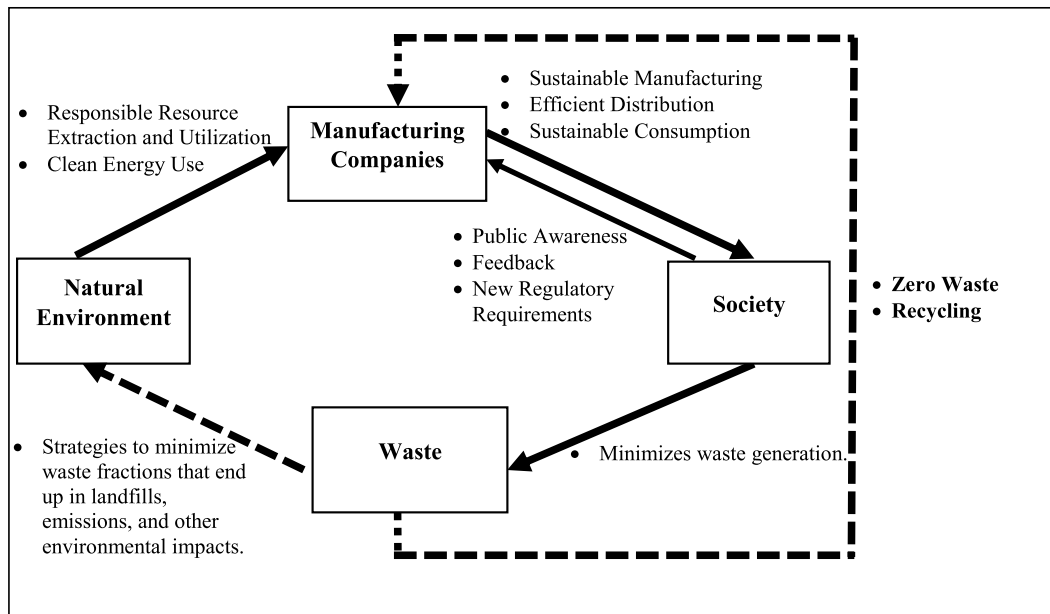 • Sustainable Manufacturing
• Efficient Distribution
• Sustainable Consumption
• Responsible Resource
Extraction and Utilization
• Clean Energy Use
Manufacturing
Companies
• Public Awareness
• Feedback
• New Regulatory
Requirements
Natural
Environment
Society
• Zero Waste
• Recycling
Waste
• Strategies to minimize
waste fractions that end
up in landfills,
emissions, and other
environmental impacts.
• Minimizes waste generation.